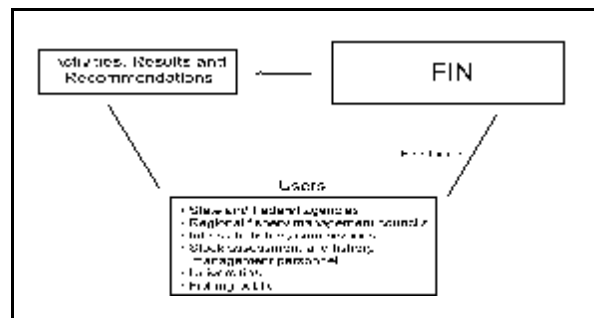 Activities, Results and
Recommendations
FIN
Users
• State and Federal agencies
• Regional fishery management councils
• Stock assessment and fishery
management personnel
• Universities
• Fishing public